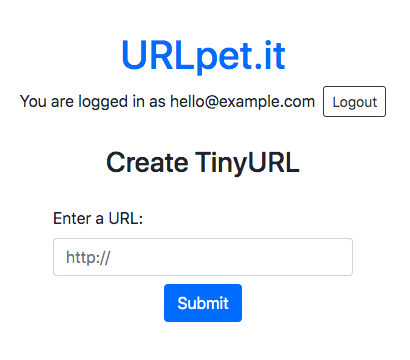 URLpet.it
You are logged in as hello@example.com Logout
Create TinyURL
Enter a URL:
http://
Submit